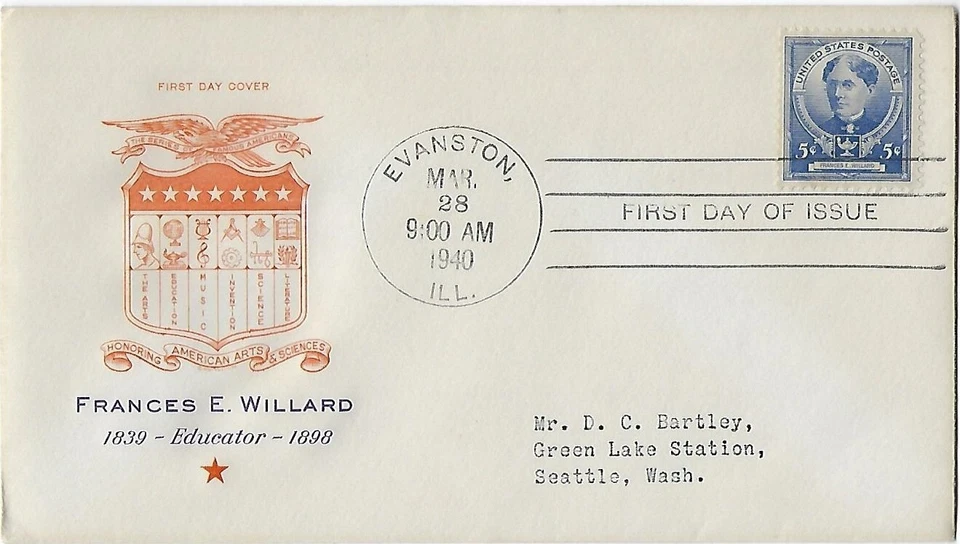 FIRST DAY COVER
THE SERIES FAMOUS AMERICANS
THE ARTS
EDUCATION
MUSIC
INVENTION
SCIENCE
LITERATURE
HONORING AMERICAN ARTS & SCIENCES
FRANCES E. WILLARD
1839 - Educator - 1898
EVANSTON,
MAR.
28
9:00 AM
1940
ILL.
UNITED STATES POSTAGE
5¢ 5¢
FRANCES E. WILLARD
FIRST DAY OF ISSUE
Mr. D. C. Bartley,
Green Lake Station,
Seattle, Wash.